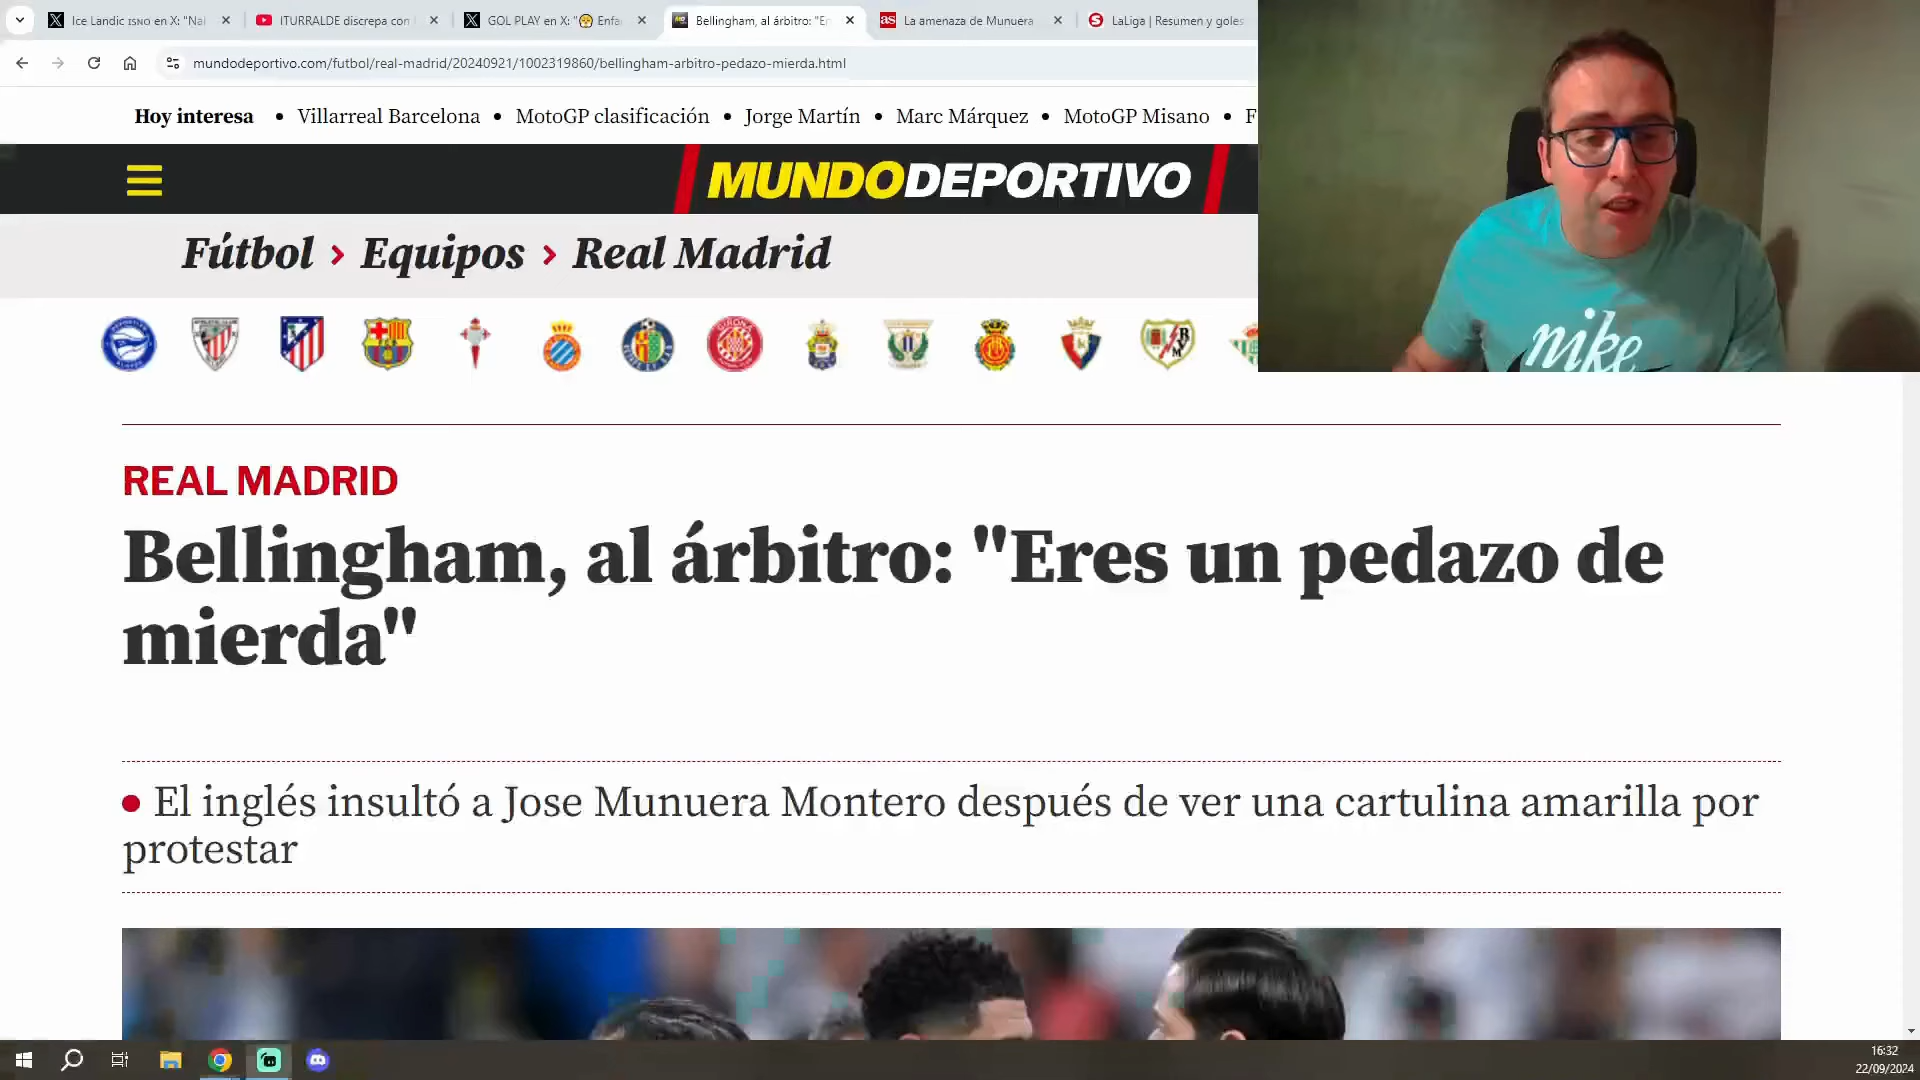 Ice Landic ISNO en X: "Nai
ITURRALDE discrepa con
GOL PLAY en X: "😡 Enfa
Bellingham, al árbitro: "Er
La amenaza de Munuera
LaLiga | Resumen y goles
mundodeportivo.com/futbol/real-madrid/20240921/1002319860/bellingham-arbitro-pedazo-mierda.html
Hoy interesa • Villarreal Barcelona • MotoGP clasificación • Jorge Martín • Marc Márquez • MotoGP Misano • F
MUNDODEPORTIVO
Fútbol > Equipos > Real Madrid
REAL MADRID
Bellingham, al árbitro: "Eres un pedazo de
mierda"
El inglés insultó a Jose Munuera Montero después de ver una cartulina amarilla por
protestar
nike
16:32
22/09/2024